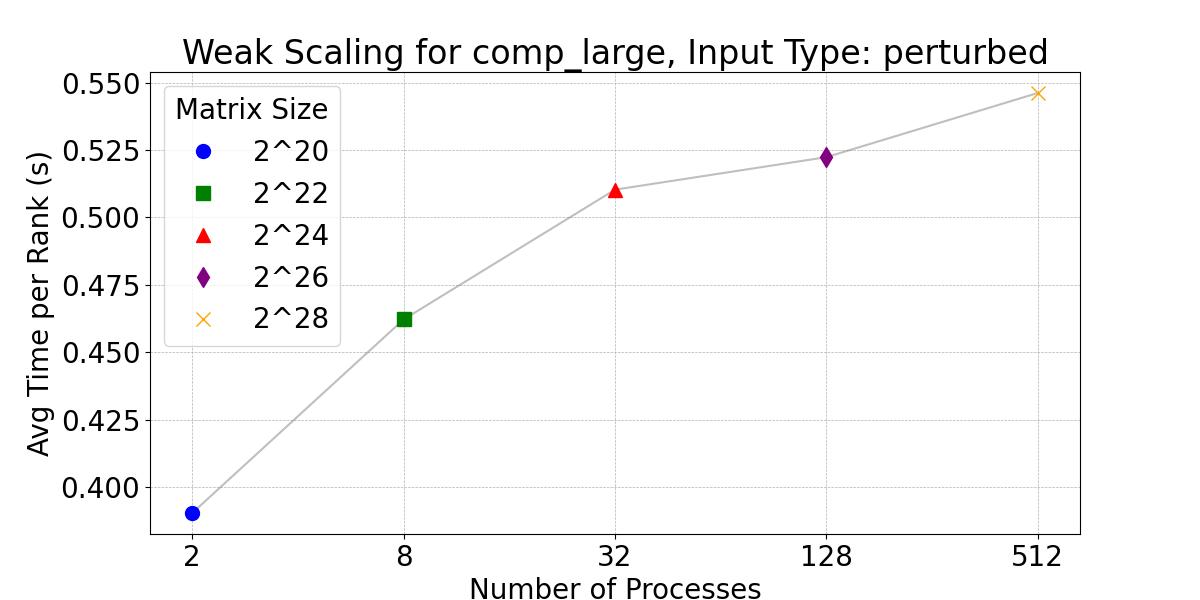 Weak Scaling for comp_large, Input Type: perturbed
Avg Time per Rank (s)
0.550
0.525
0.500
0.475
0.450
0.425
0.400
Matrix Size
2^20
2^22
2^24
2^26
2^28
2 8 32 128 512
Number of Processes